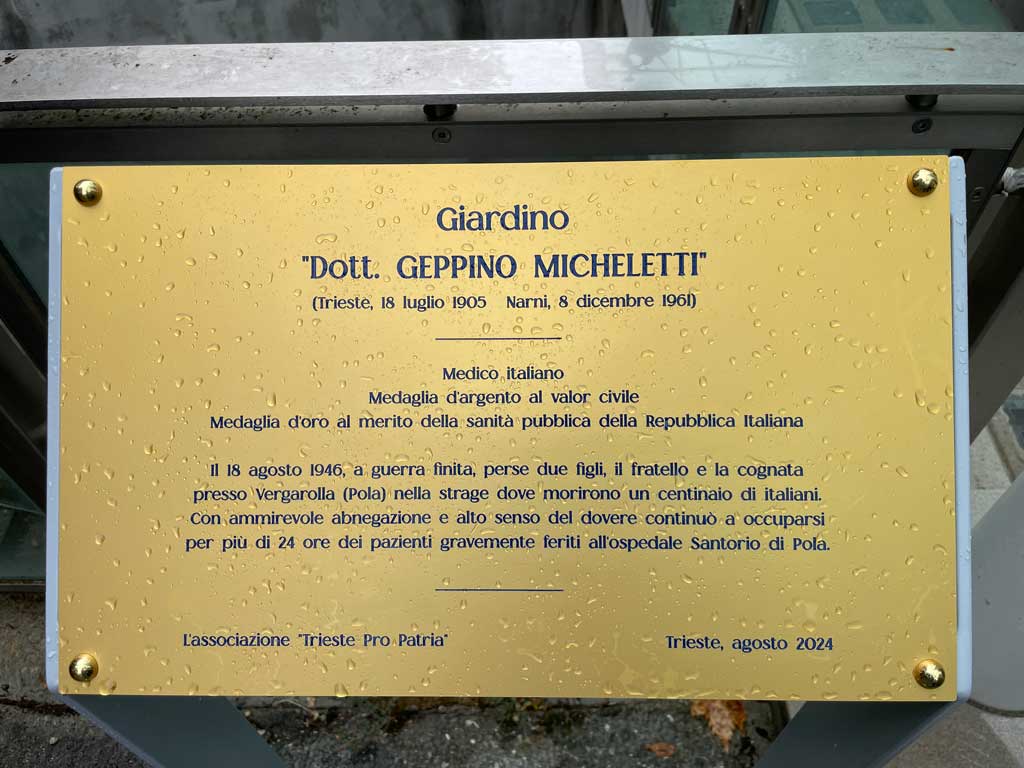 Giardino
"Dott. GEPPINO MICHELETTI"
(Trieste, 18 luglio 1905 Narni, 8 dicembre 1961)
Medico italiano
Medaglia d'argento al valor civile
Medaglia d'oro al merito della sanità pubblica della Repubblica Italiana
Il 18 agosto 1946, a guerra finita, perse due figli, il fratello e la cognata
presso Vergarolla (Pola) nella strage dove morirono un centinaio di italiani.
Con ammirevole abnegazione e alto senso del dovere continuò a occuparsi
per più di 24 ore dei pazienti gravemente feriti all'ospedale Santorio di Pola.
L'associazione "Trieste Pro Patria" Trieste, agosto 2024